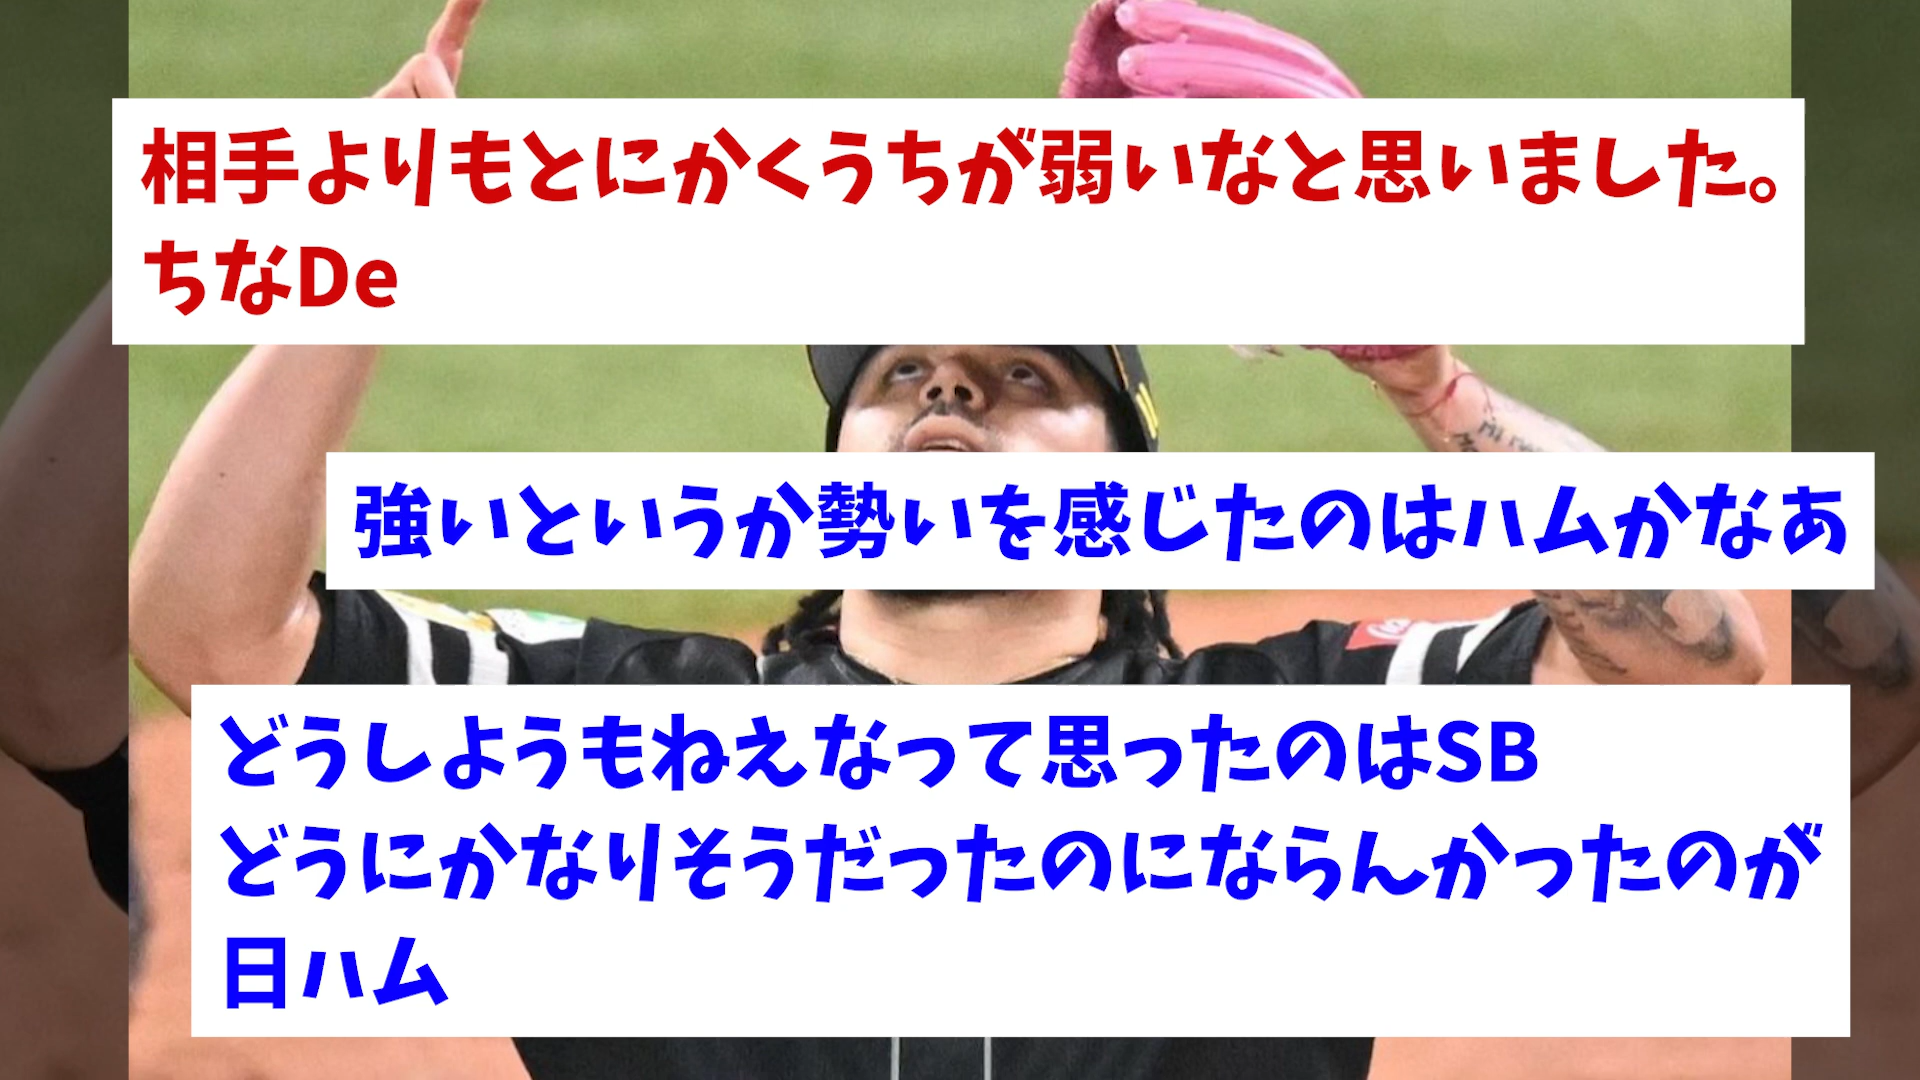 相手よりもとにかくうちが弱いなと思いました。
ちなDe
強いというか勢いを感じたのはハムかなあ
どうしようもねえなって思ったのはSB
どうにかなりそうだったのにならんかったのが
日ハム